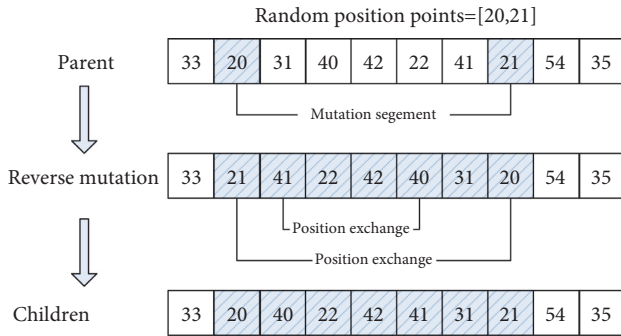 Random position points=[20,21]
Parent 33 20 31 40 42 22 41 21 54 35
Mutation segement
Reverse mutation 33 21 41 22 42 40 31 20 54 35
Position exchange
Position exchange
Children 33 20 40 22 42 41 31 21 54 35